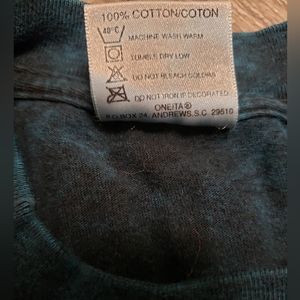 100% COTTON/COTON
40°C MACHINE WASH WARM
TUMBLE DRY LOW
DO NOT BLEACH COLORS
DO NOT IRON IF DECORATED
ONEITA®
P.O. BOX 24, ANDREWS, S.C. 29510